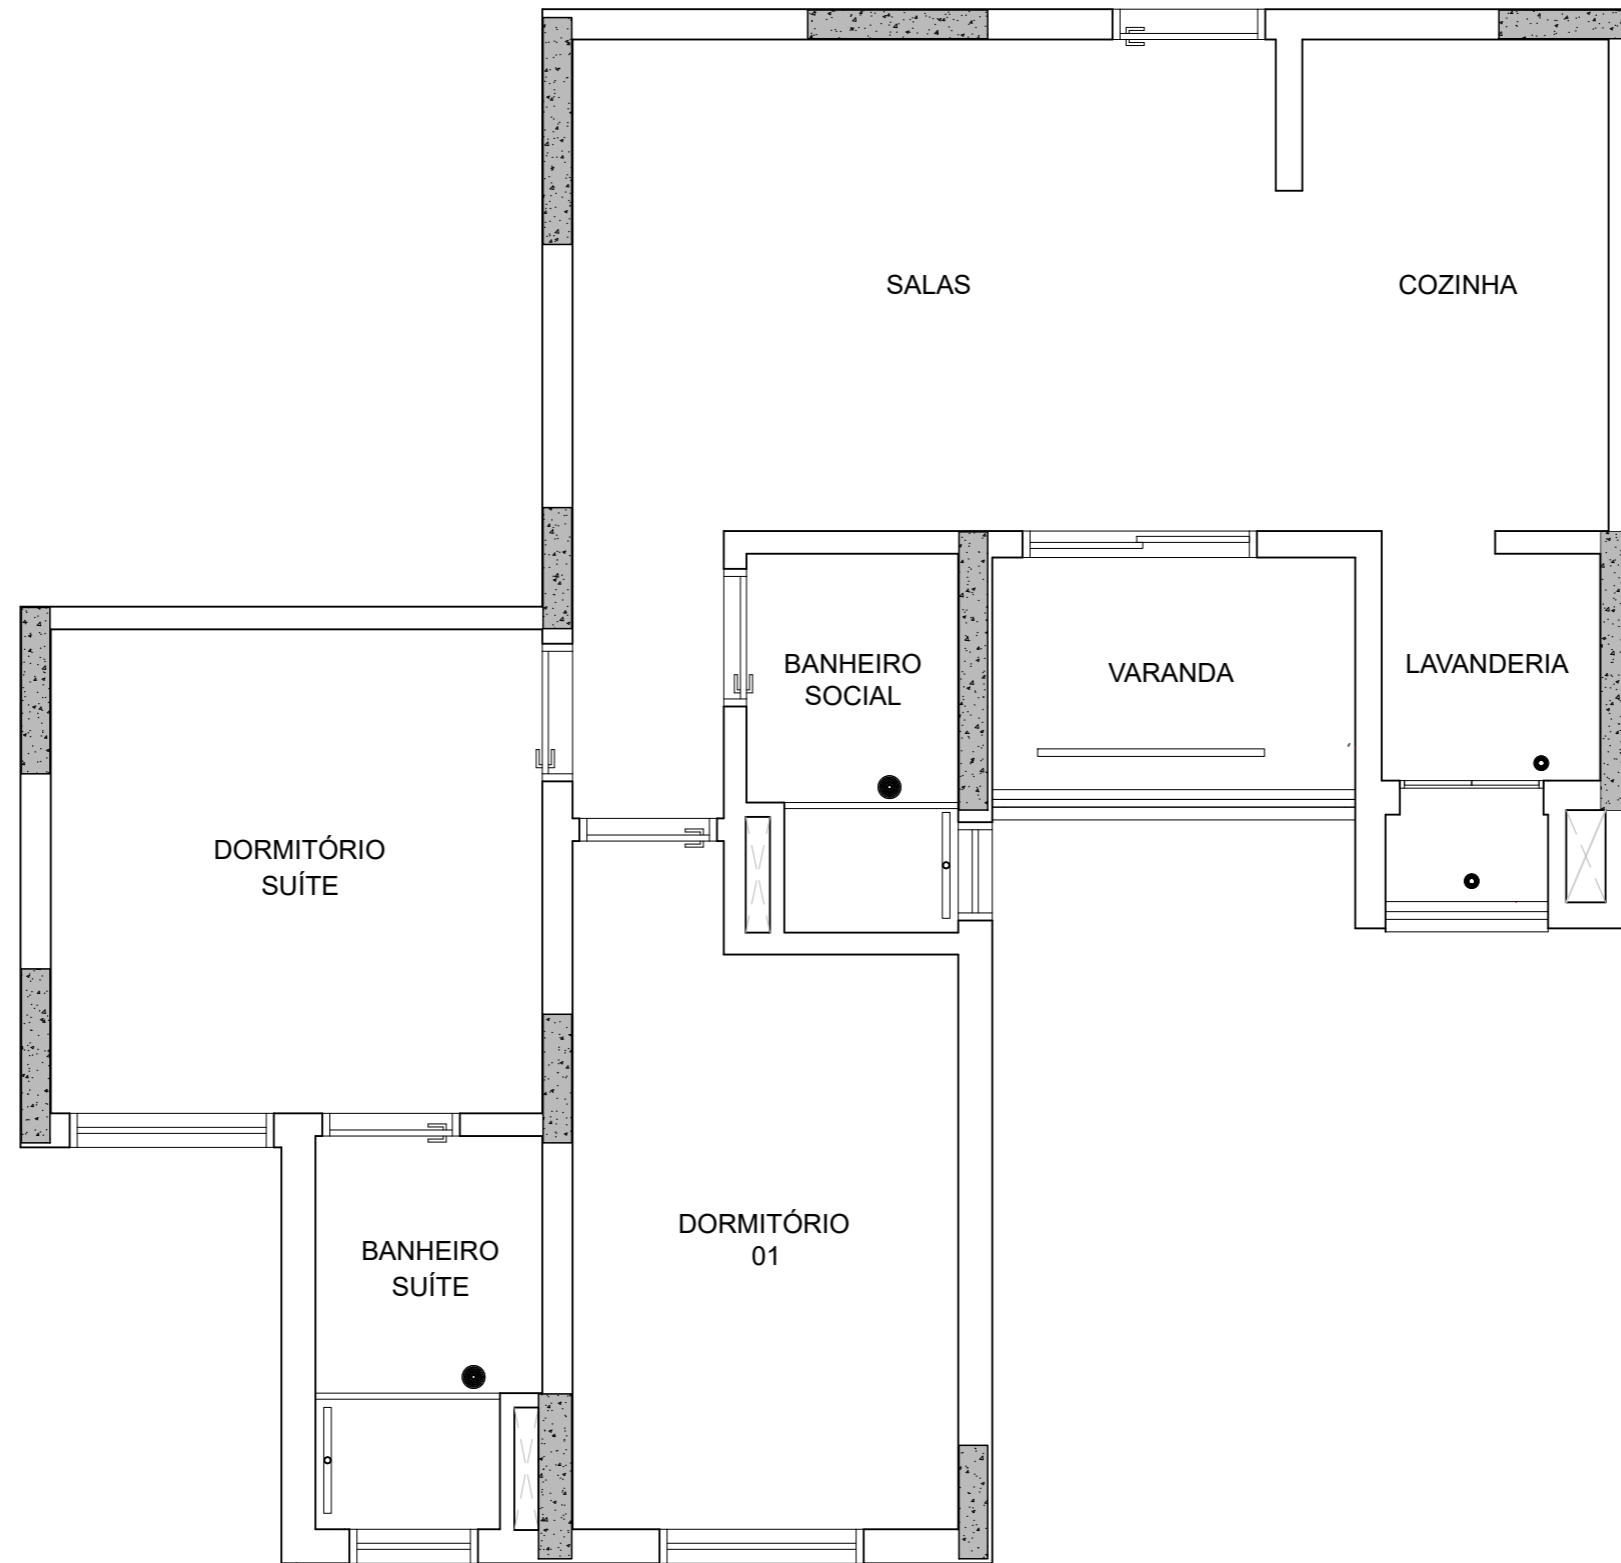 SALAS
COZINHA
BANHEIRO
SOCIAL
VARANDA
LAVANDERIA
DORMITÓRIO
SUÍTE
DORMITÓRIO
01
BANHEIRO
SUÍTE